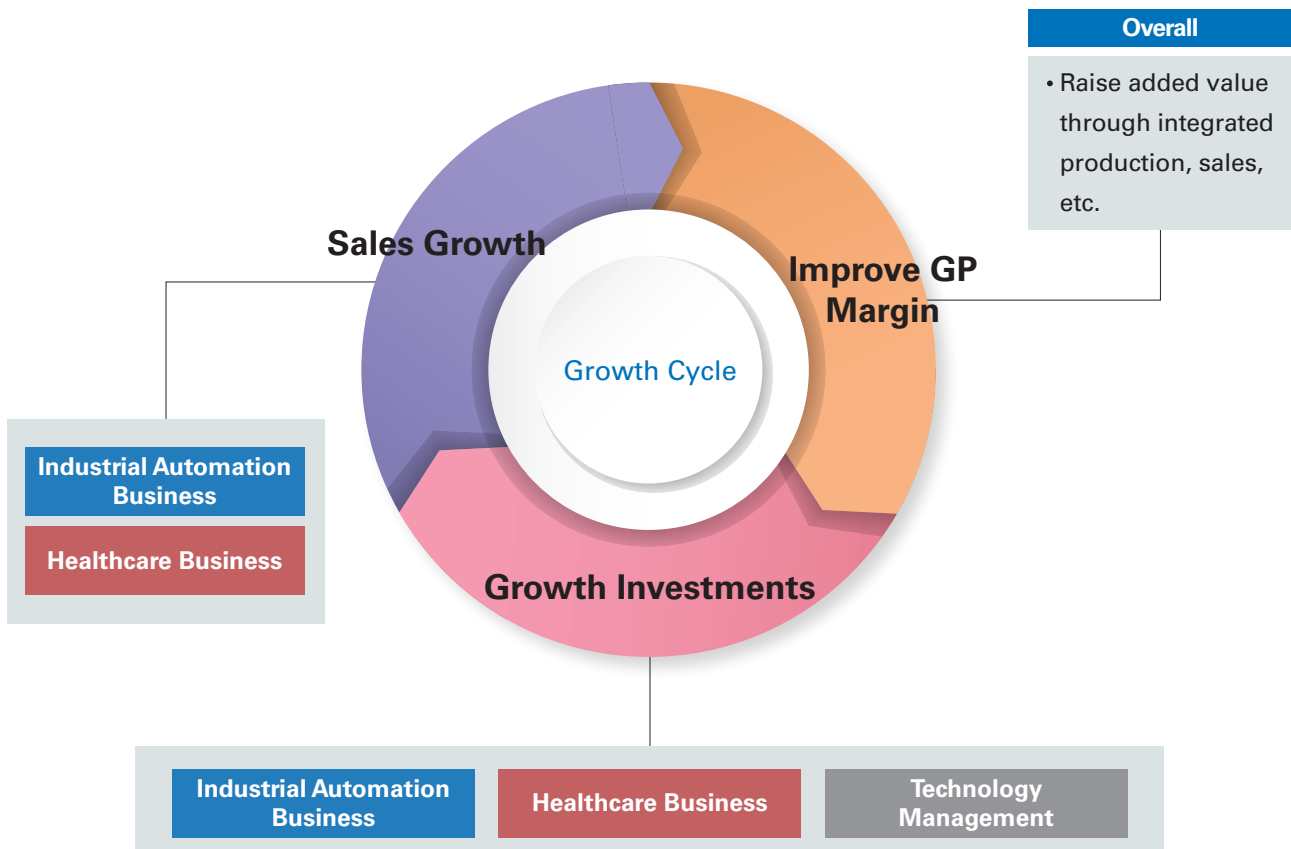 Overall
• Raise added value
through integrated
production, sales,
etc.
Sales Growth
Improve GP
Margin
Growth Cycle
Industrial Automation
Business
Healthcare Business
Growth Investments
Industrial Automation
Business
Healthcare Business
Technology
Management